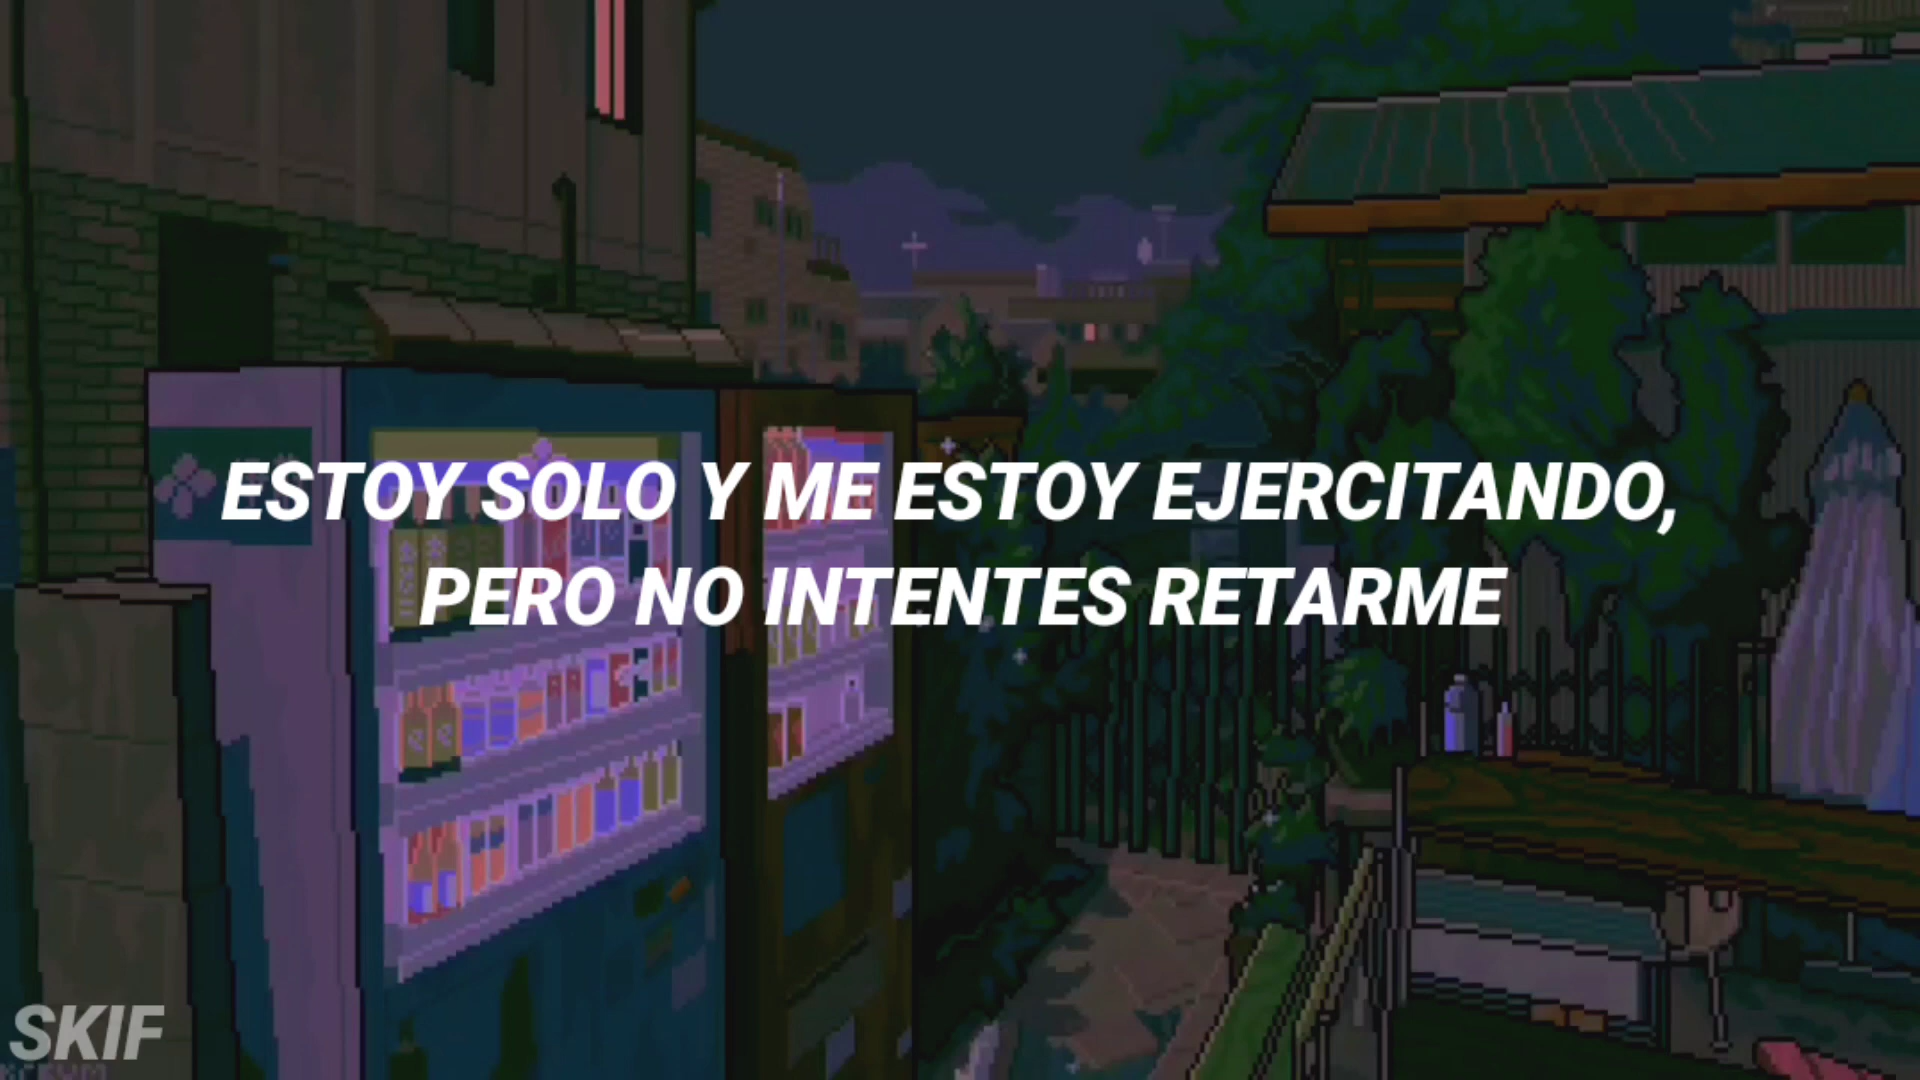 ESTOY SOLO Y ME ESTOY EJERCITANDO,
PERO NO INTENTES RETARME
SKIF